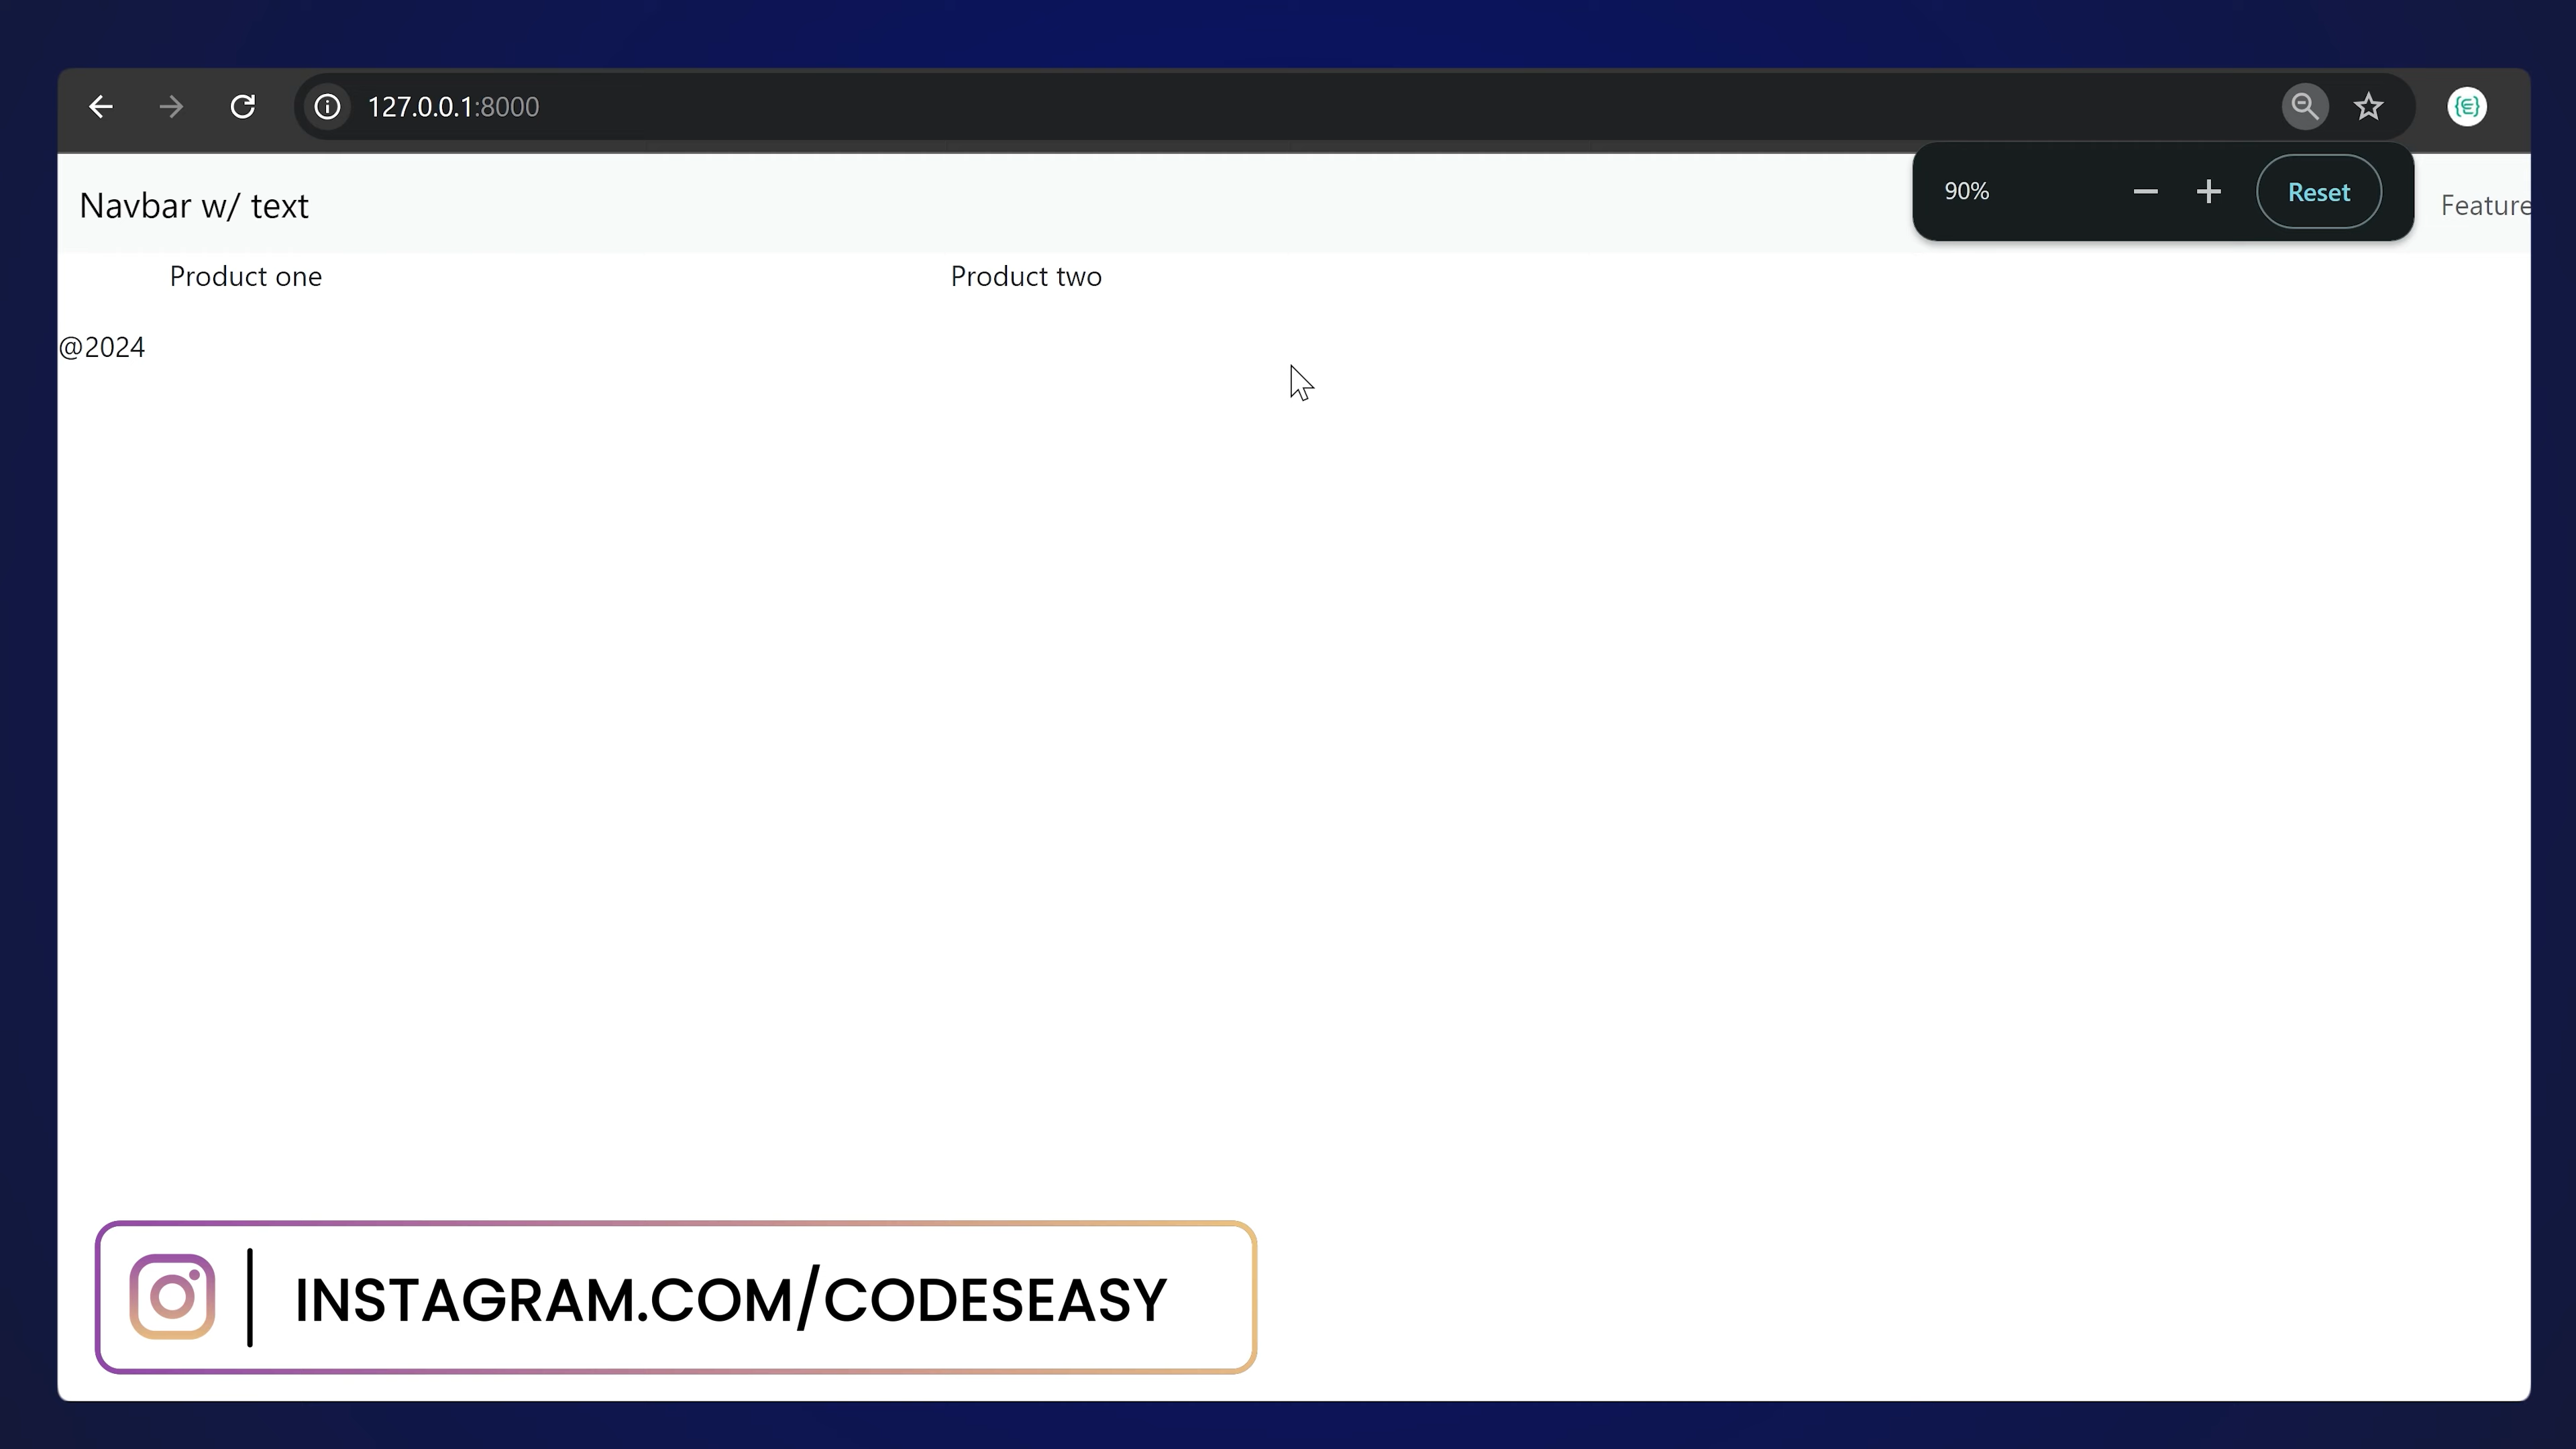 127.0.0.1:8000
90%
Reset
Navbar w/ text
Feature
Product one
Product two
@2024
INSTAGRAM.COM/CODESEASY